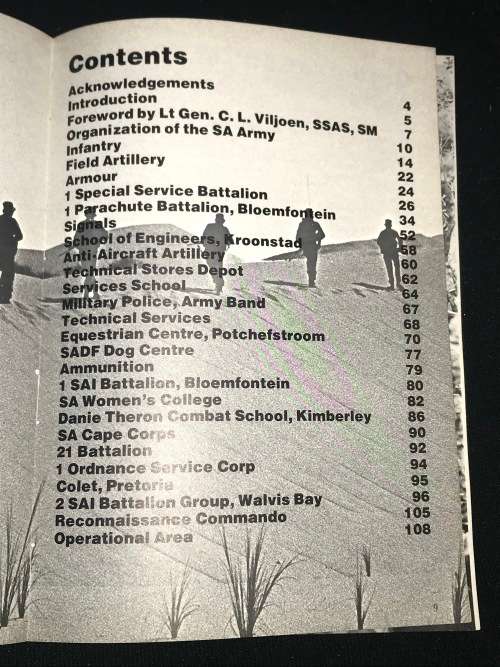 Contents
Acknowledgements 4
Introduction 5
Foreword by Lt Gen. C. L. Viljoen, SSAS, SM 7
Organization of the SA Army 10
Infantry 14
Field Artillery 22
Armour 24
1 Special Service Battalion 26
1 Parachute Battalion, Bloemfontein 34
Signals 52
School of Engineers, Kroonstad 58
Anti-Aircraft Artillery 60
Technical Stores Depot 62
Services School 64
Military Police, Army Band 67
Technical Services 68
Equestrian Centre, Potchefstroom 70
SADF Dog Centre 77
Ammunition 79
1 SAI Battalion, Bloemfontein 80
SA Women's College 82
Danie Theron Combat School, Kimberley 86
SA Cape Corps 90
21 Battalion 92
1 Ordnance Service Corp 94
Colet, Pretoria 95
2 SAI Battalion Group, Walvis Bay 96
Reconnaissance Commando 105
Operational Area 108
9